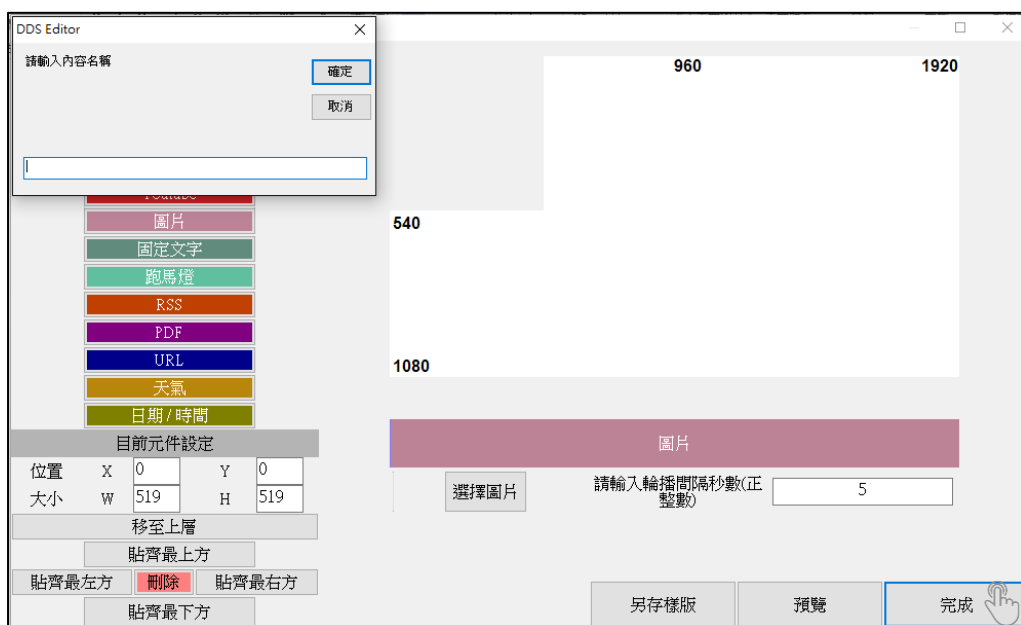 DDS Editor
請輸入內容名稱
確定
取消
960
1920
540
1080
Youtube
圖片
固定文字
跑馬燈
RSS
PDF
URL
天氣
日期 / 時間
目前元件設定
位置 X 0 Y 0
大小 W 519 H 519
移至上層
貼齊最上方
貼齊最左方 刪除 貼齊最右方
貼齊最下方
圖片
選擇圖片
請輸入輪播間隔秒數(正
整數)
5
另存樣版 預覽 完成